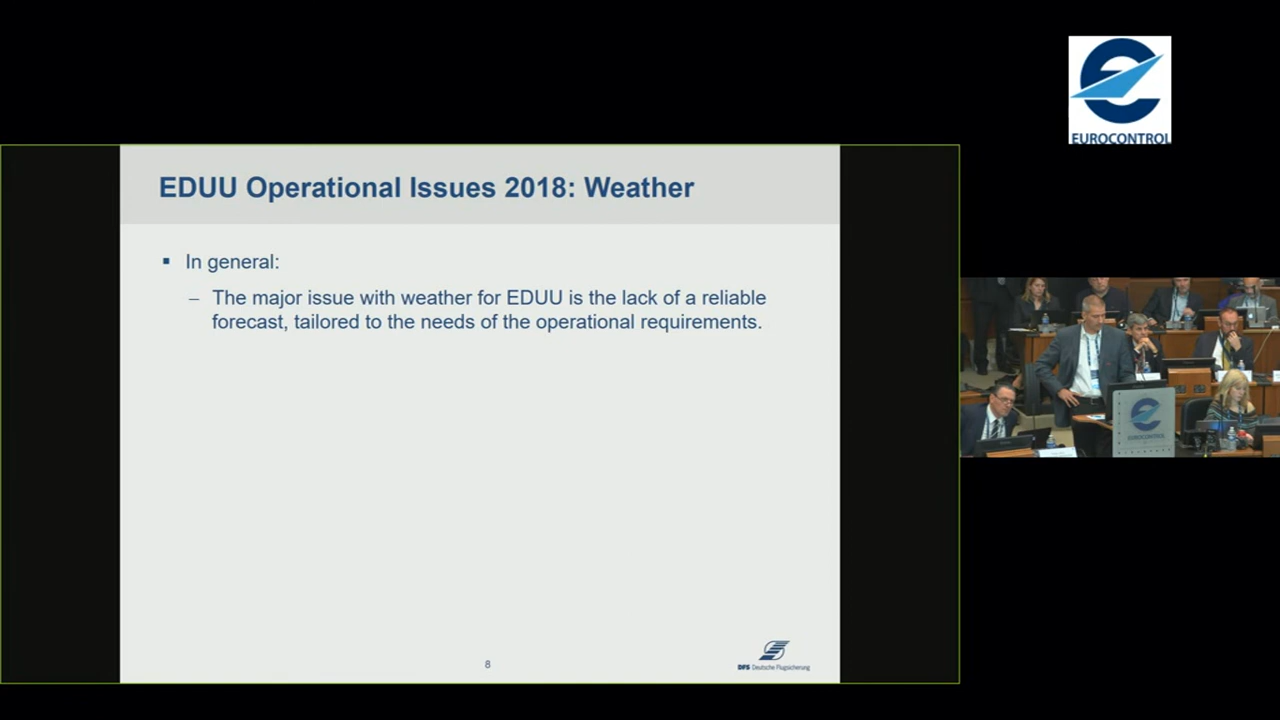 EUROCONTROL
EDUU Operational Issues 2018: Weather
▪ In general:
– The major issue with weather for EDUU is the lack of a reliable
forecast, tailored to the needs of the operational requirements.
8
DFS Deutsche Flugsicherung